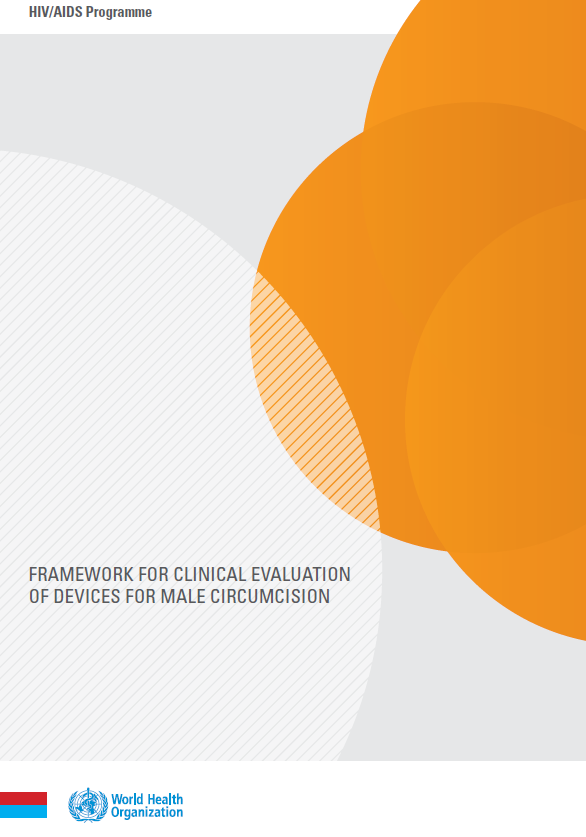 HIV/AIDS Programme
FRAMEWORK FOR CLINICAL EVALUATION
OF DEVICES FOR MALE CIRCUMCISION
World Health
Organization